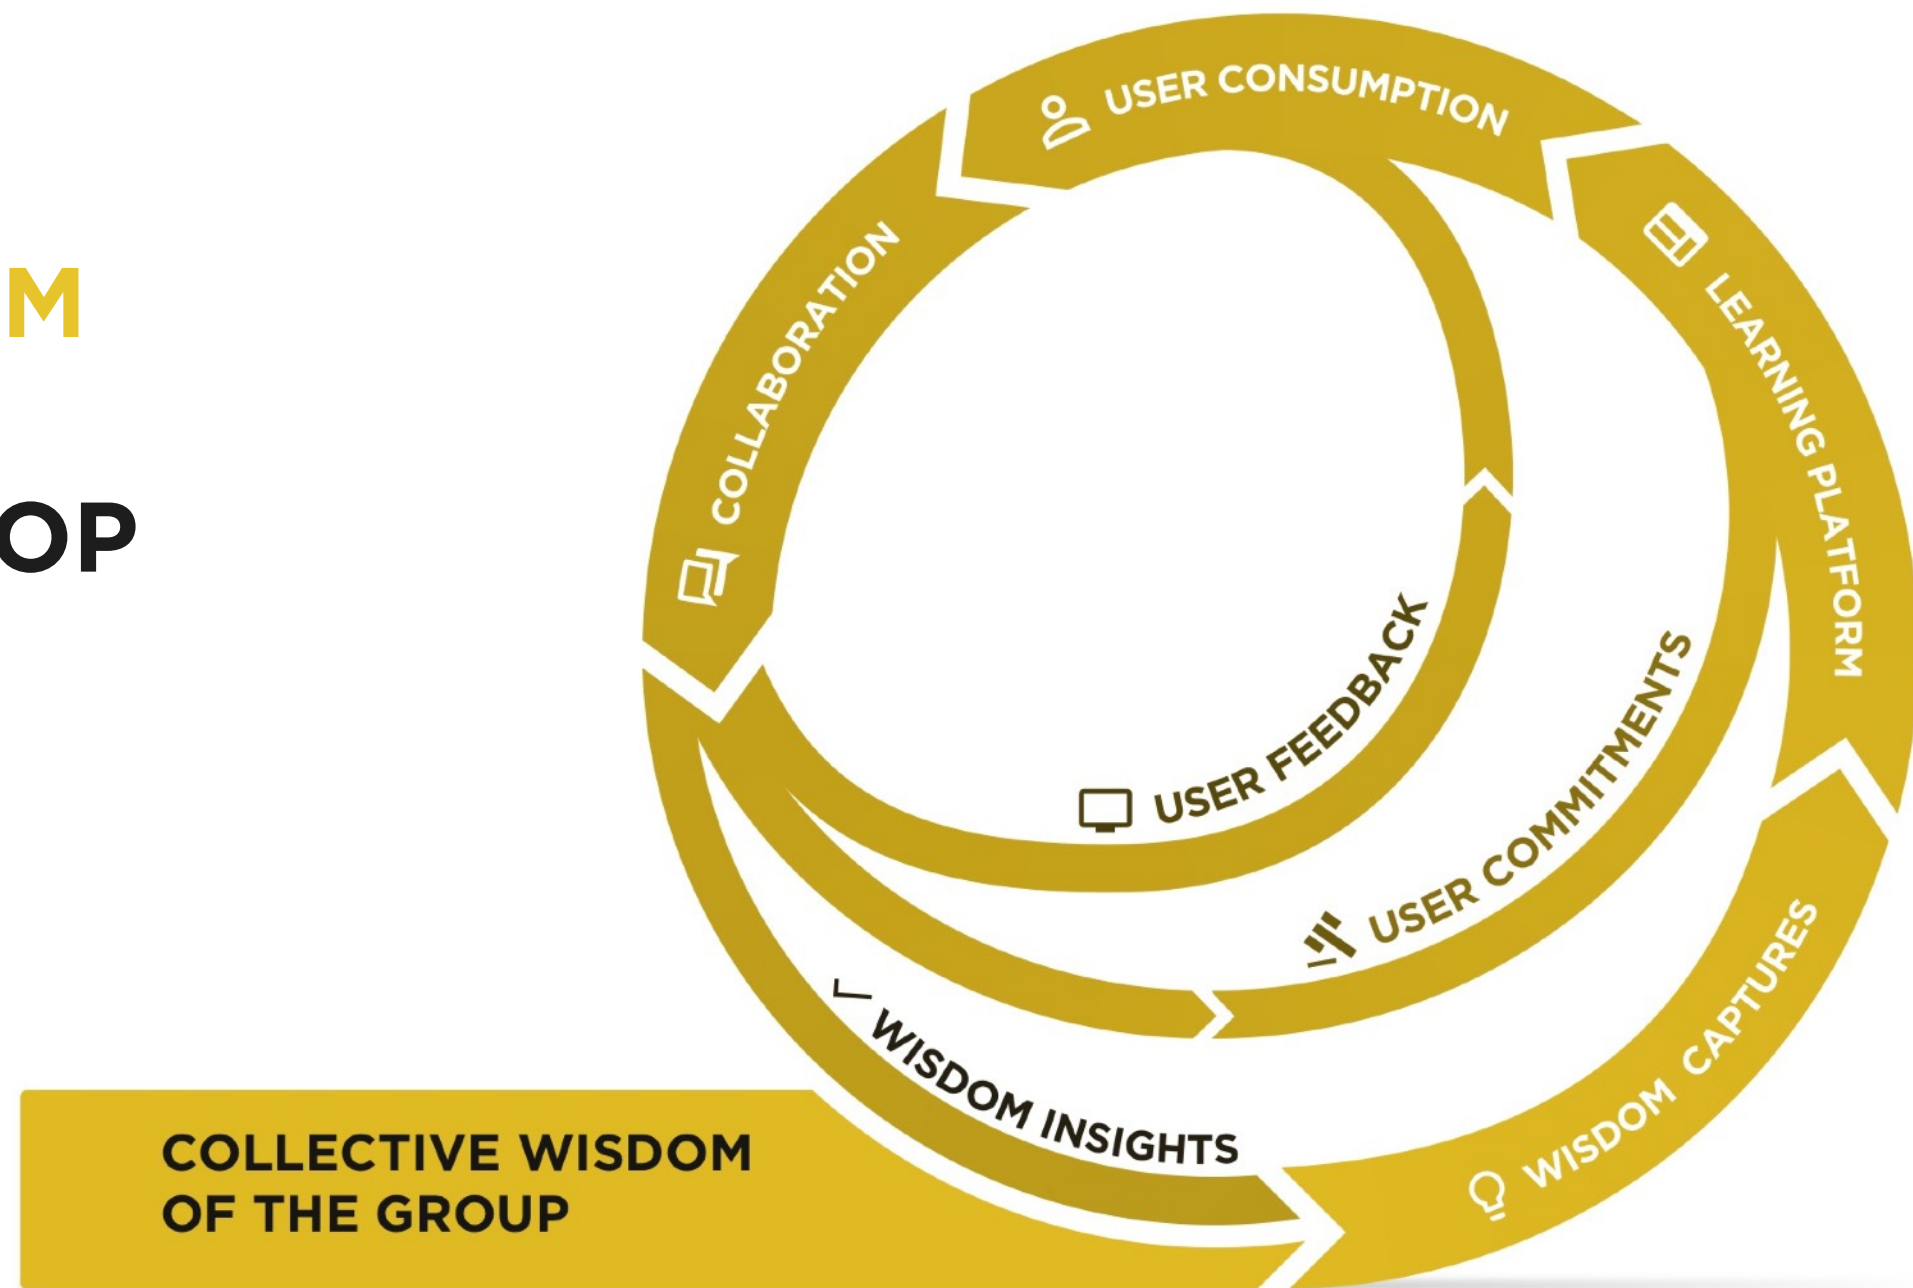 M
OP
USER CONSUMPTION
LEARNING PLATFORM
COLLABORATION
USER FEEDBACK
USER COMMITMENTS
WISDOM CAPTURES
WISDOM INSIGHTS
COLLECTIVE WISDOM
OF THE GROUP